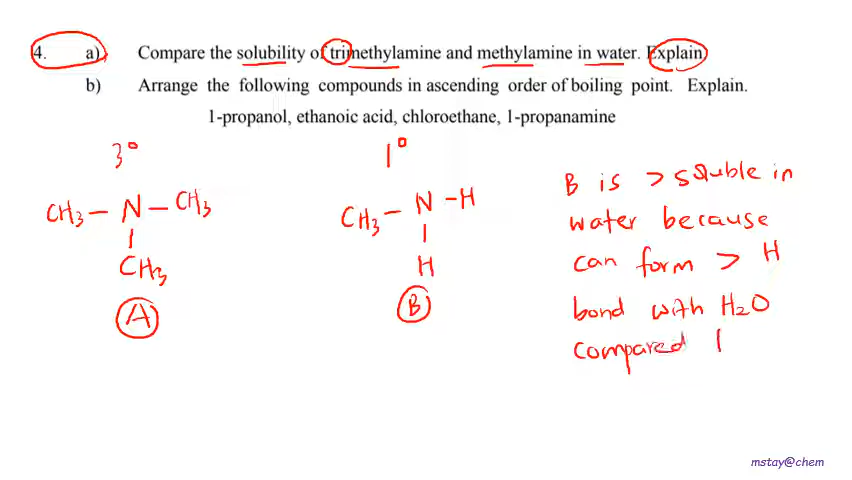 4. a) Compare the solubility of trimethylamine and methylamine in water. Explain
b) Arrange the following compounds in ascending order of boiling point. Explain.
1-propanol, ethanoic acid, chloroethane, 1-propanamine
3° 1°
CH3 – N – CH3
CH3
A
CH3 – N – H
H
B
B is > soluble in
water because
can form > H
bond with H2O
compared
mstay@chem